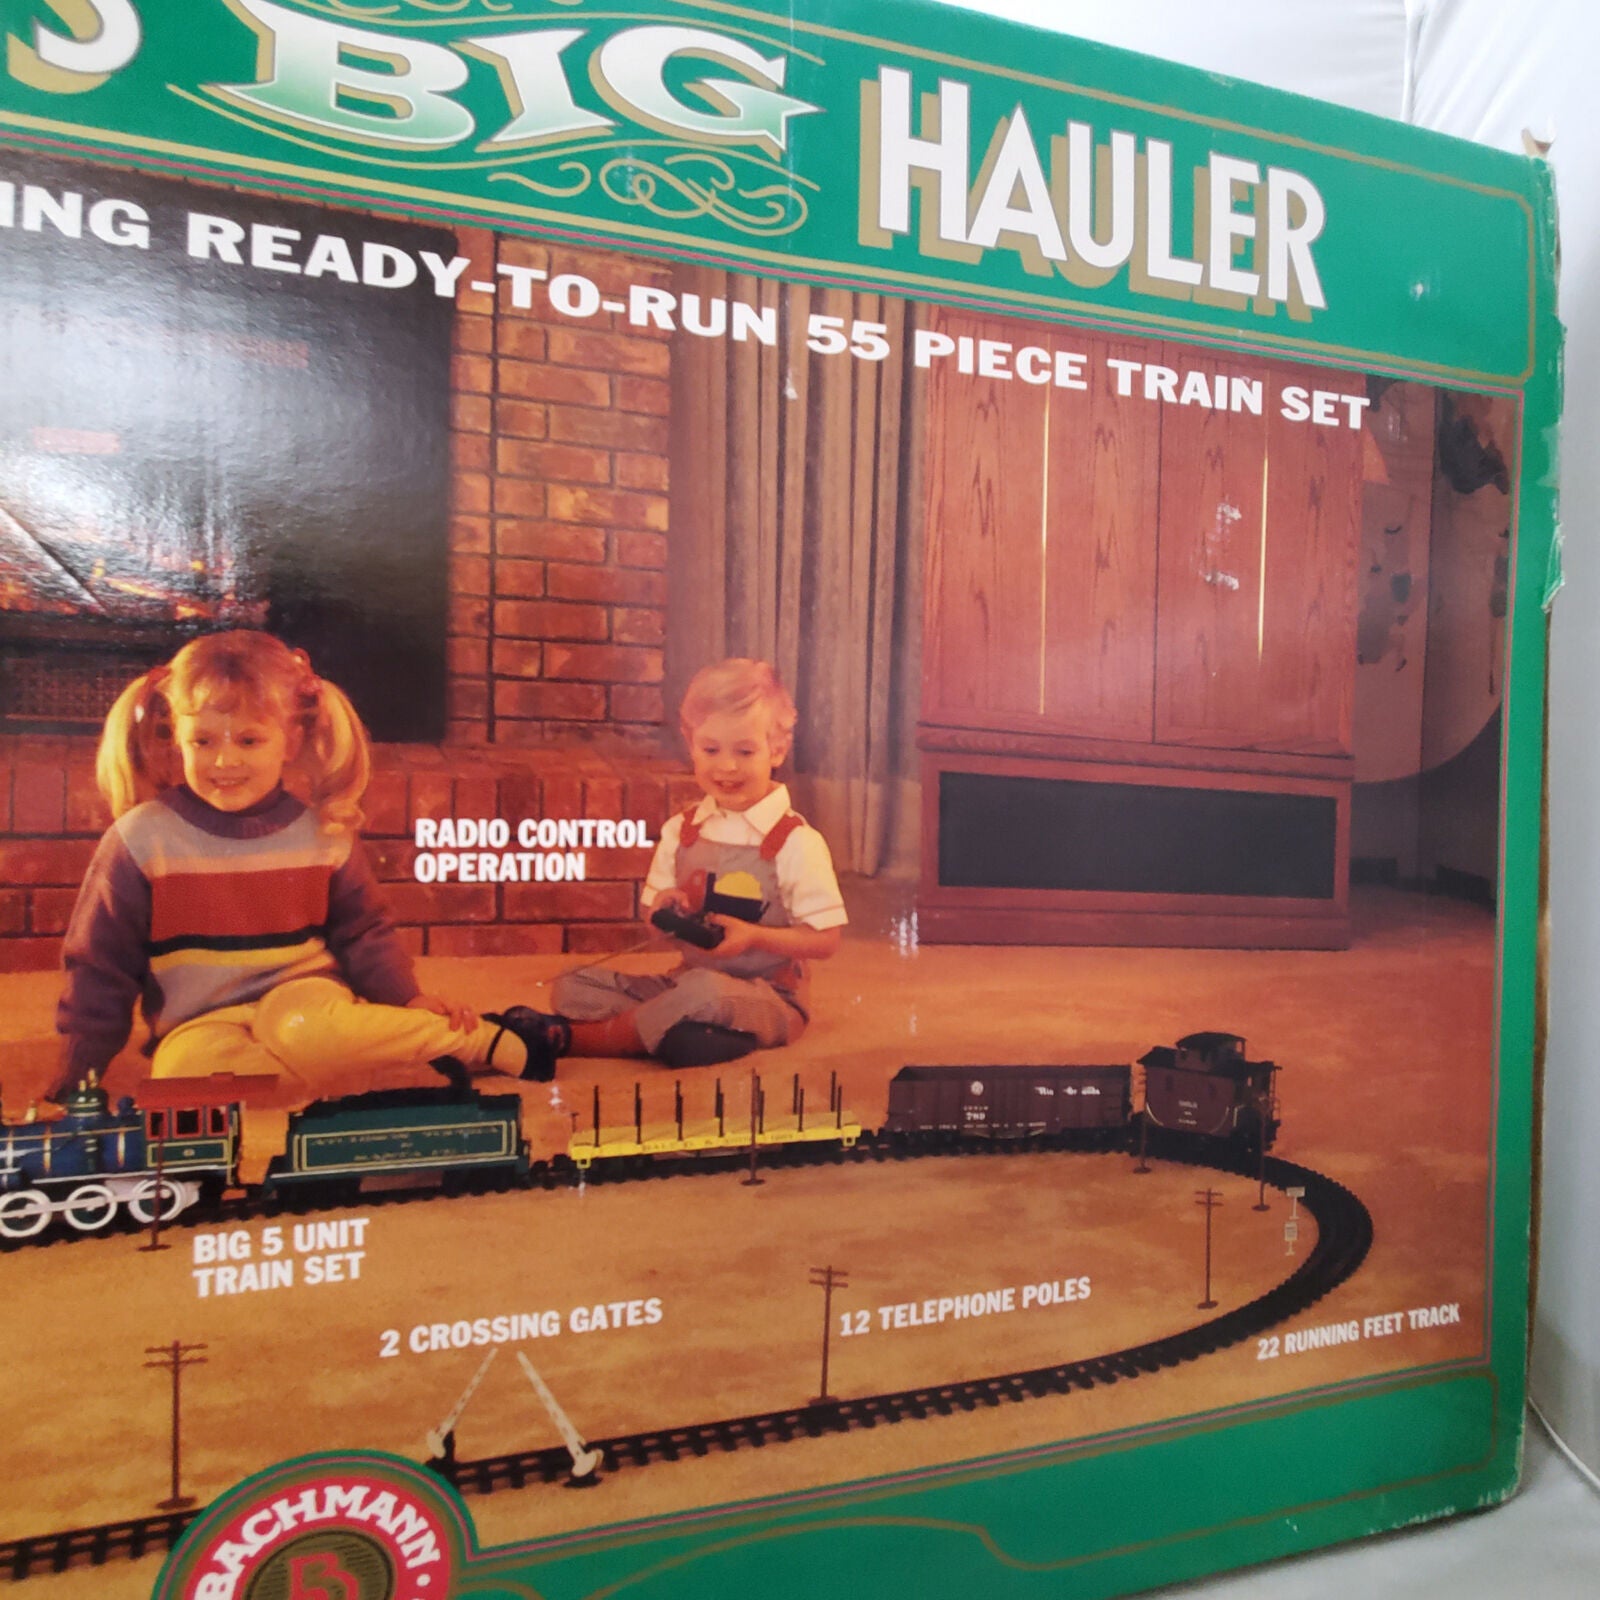 S BIG HAULER
ING READY-TO-RUN 55 PIECE TRAIN SET
RADIO CONTROL
OPERATION
789
BIG 5 UNIT
TRAIN SET
2 CROSSING GATES
12 TELEPHONE POLES
22 RUNNING FEET TRACK
BACHMANN
B